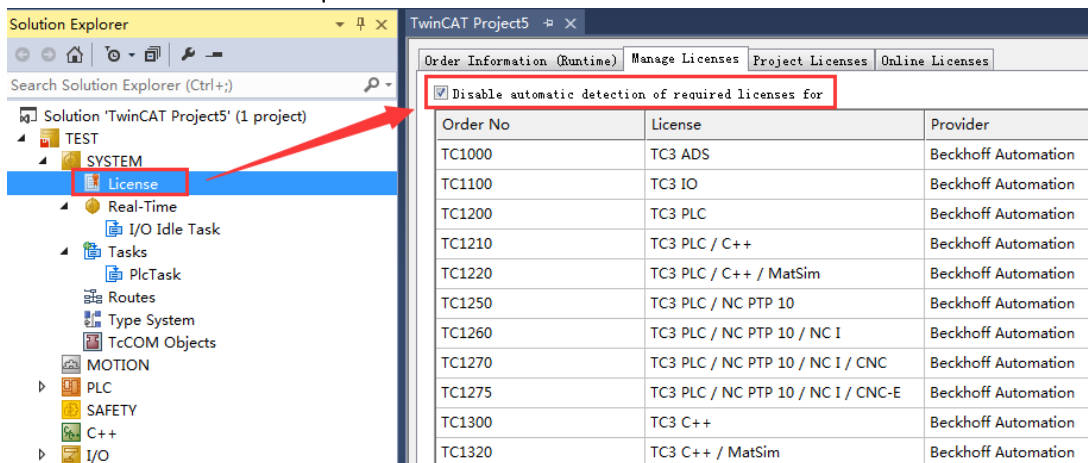 Solution Explorer
Search Solution Explorer (Ctrl+;)
Solution 'TwinCAT Project5' (1 project)
TEST
SYSTEM
License
Real-Time
I/O Idle Task
Tasks
PlcTask
Routes
Type System
TcCOM Objects
MOTION
PLC
SAFETY
C++
I/O
TwinCAT Project5
Order Information (Runtime) Manage Licenses Project Licenses Online Licenses
Disable automatic detection of required licenses for
Order No License Provider
TC1000 TC3 ADS Beckhoff Automation
TC1100 TC3 IO Beckhoff Automation
TC1200 TC3 PLC Beckhoff Automation
TC1210 TC3 PLC / C++ Beckhoff Automation
TC1220 TC3 PLC / C++ / MatSim Beckhoff Automation
TC1250 TC3 PLC / NC PTP 10 Beckhoff Automation
TC1260 TC3 PLC / NC PTP 10 / NC I Beckhoff Automation
TC1270 TC3 PLC / NC PTP 10 / NC I / CNC Beckhoff Automation
TC1275 TC3 PLC / NC PTP 10 / NC I / CNC-E Beckhoff Automation
TC1300 TC3 C++ Beckhoff Automation
TC1320 TC3 C++ / MatSim Beckhoff Automation